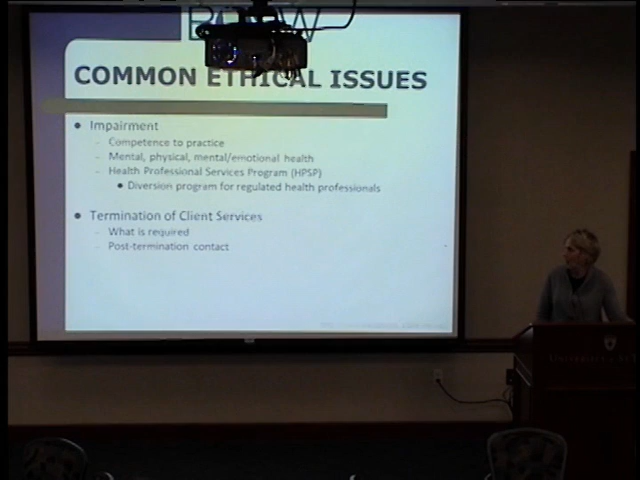 COMMON ETHICAL ISSUES
• Impairment
– Competence to practice
– Mental, physical, mental/emotional health
– Health Professional Services Program (HPSP)
• Diversion program for regulated health professionals
• Termination of Client Services
– What is required
– Post-termination contact